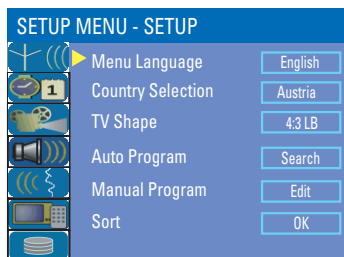 SETUP MENU - SETUP
Menu Language English
Country Selection Austria
TV Shape 4:3 LB
Auto Program Search
Manual Program Edit
Sort OK
1